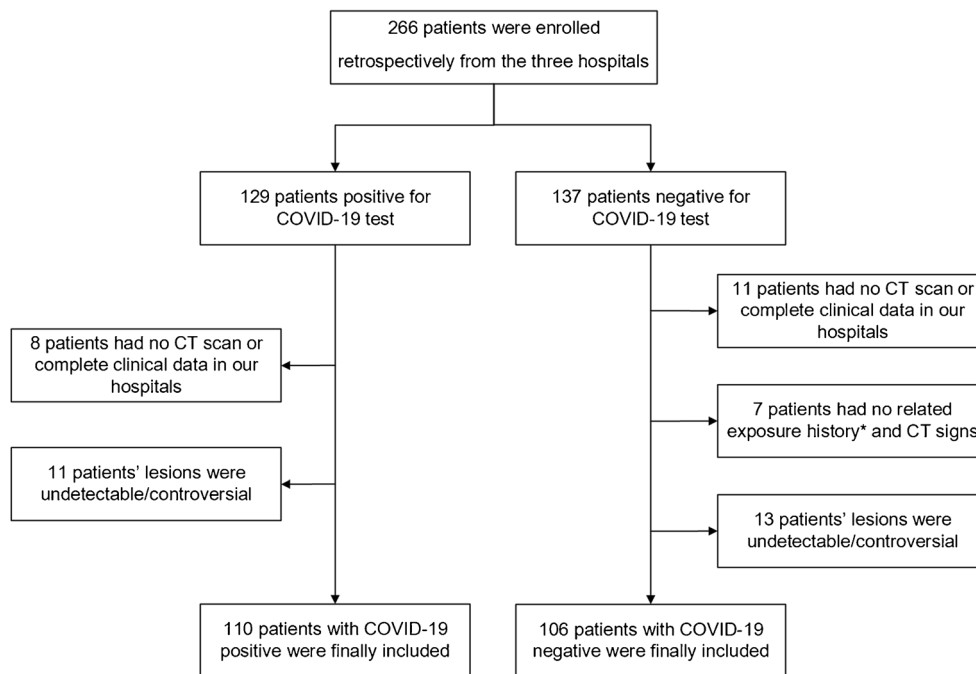 266 patients were enrolled
retrospectively from the three hospitals
129 patients positive for
COVID-19 test
137 patients negative for
COVID-19 test
11 patients had no CT scan or
complete clinical data in our
hospitals
8 patients had no CT scan or
complete clinical data in our
hospitals
7 patients had no related
exposure history* and CT signs
11 patients’ lesions were
undetectable/controversial
13 patients’ lesions were
undetectable/controversial
110 patients with COVID-19
positive were finally included
106 patients with COVID-19
negative were finally included